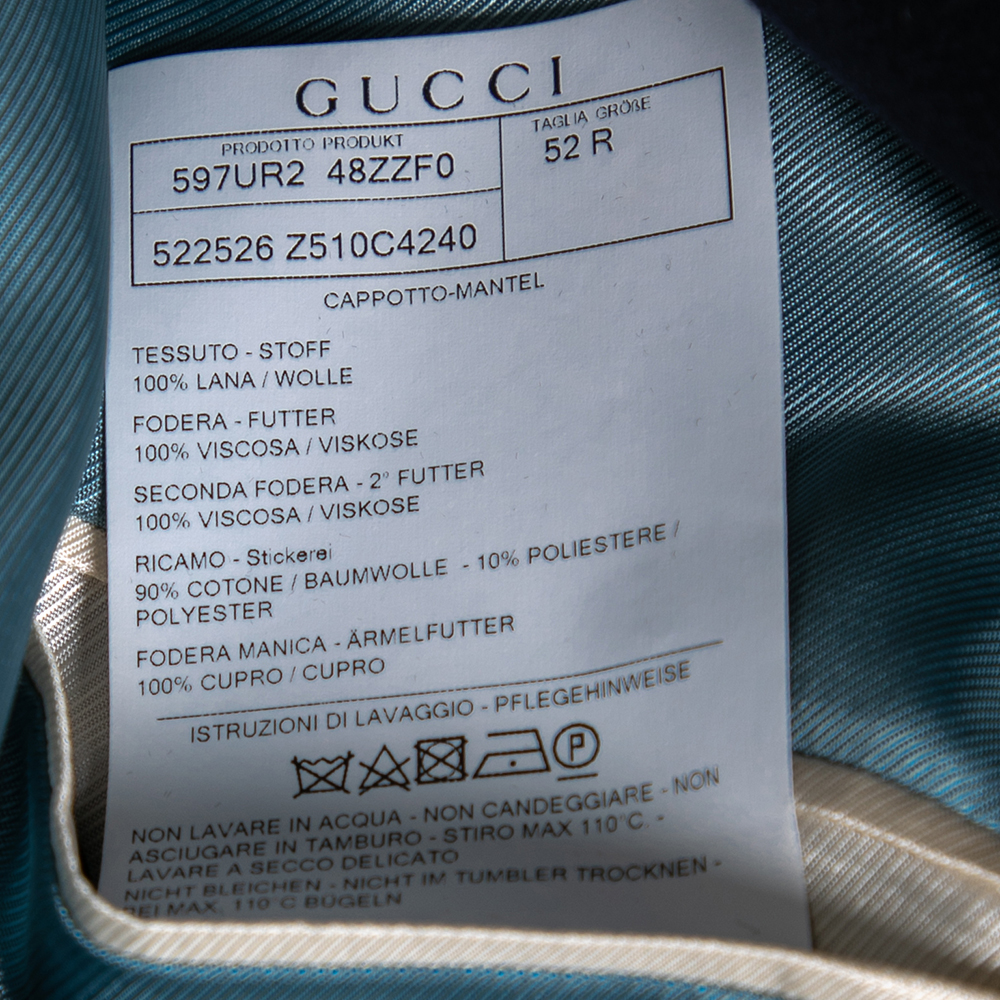 GUCCI
PRODOTTO PRODUKT
597UR2 48ZZF0
TAGLIA GRÖßE
52 R
522526 Z510C4240
CAPPOTTO-MANTEL
TESSUTO - STOFF
100% LANA / WOLLE
FODERA - FUTTER
100% VISCOSA / VISKOSE
SECONDA FODERA - 2° FUTTER
100% VISCOSA / VISKOSE
RICAMO - Stickerei
90% COTONE / BAUMWOLLE - 10% POLIESTERE /
POLYESTER
FODERA MANICA - ÄRMELFUTTER
100% CUPRO / CUPRO
ISTRUZIONI DI LAVAGGIO - PFLEGEHINWEISE
P
NON LAVARE IN ACQUA - NON CANDEGGIARE - NON
ASCIUGARE IN TAMBURO - STIRO MAX 110°C. -
LAVARE A SECCO DELICATO
NICHT BLEICHEN - NICHT IM TUMBLER TROCKNEN -
BEI MAX. 110°C BÜGELN